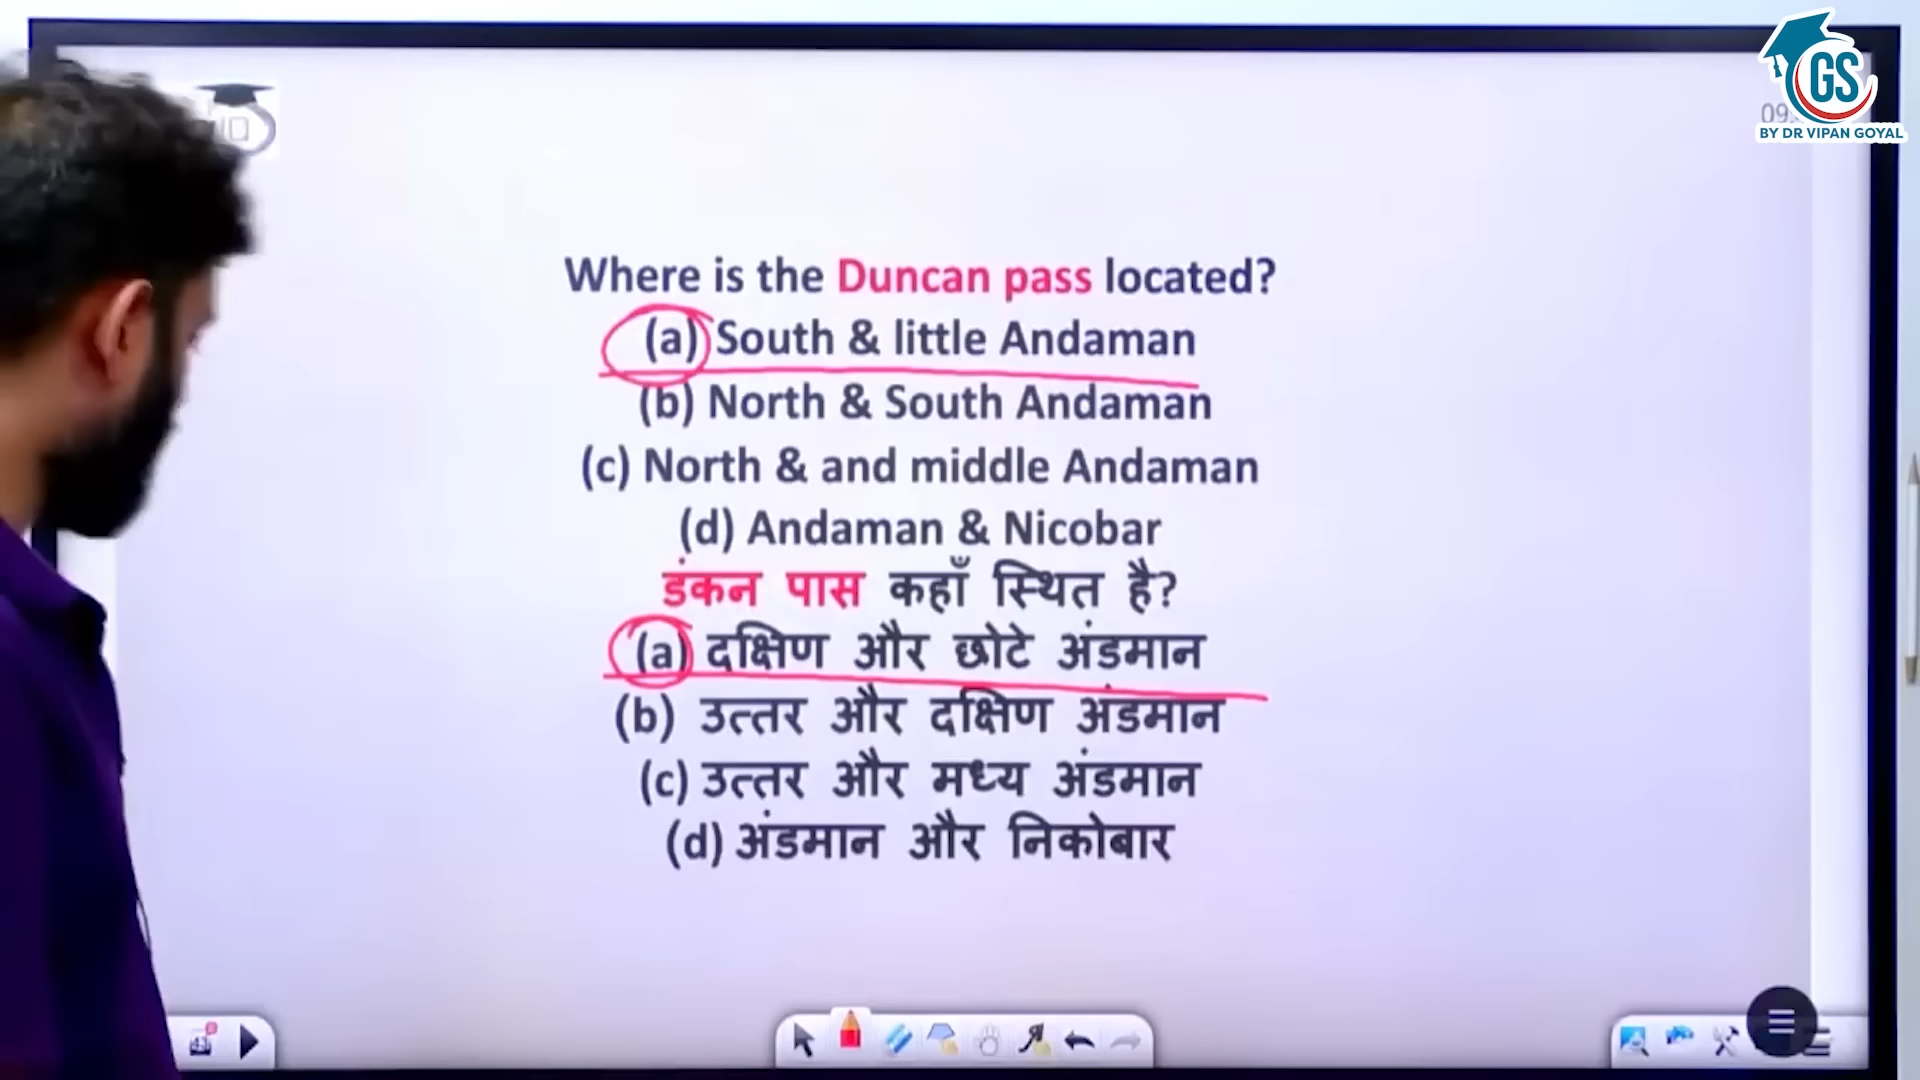 GS
BY DR VIPAN GOYAL
09
Where is the Duncan pass located?
(a) South & little Andaman
(b) North & South Andaman
(c) North & and middle Andaman
(d) Andaman & Nicobar
डंकन पास कहाँ स्थित है?
(a) दक्षिण और छोटे अंडमान
(b) उत्तर और दक्षिण अंडमान
(c) उत्तर और मध्य अंडमान
(d) अंडमान और निकोबार